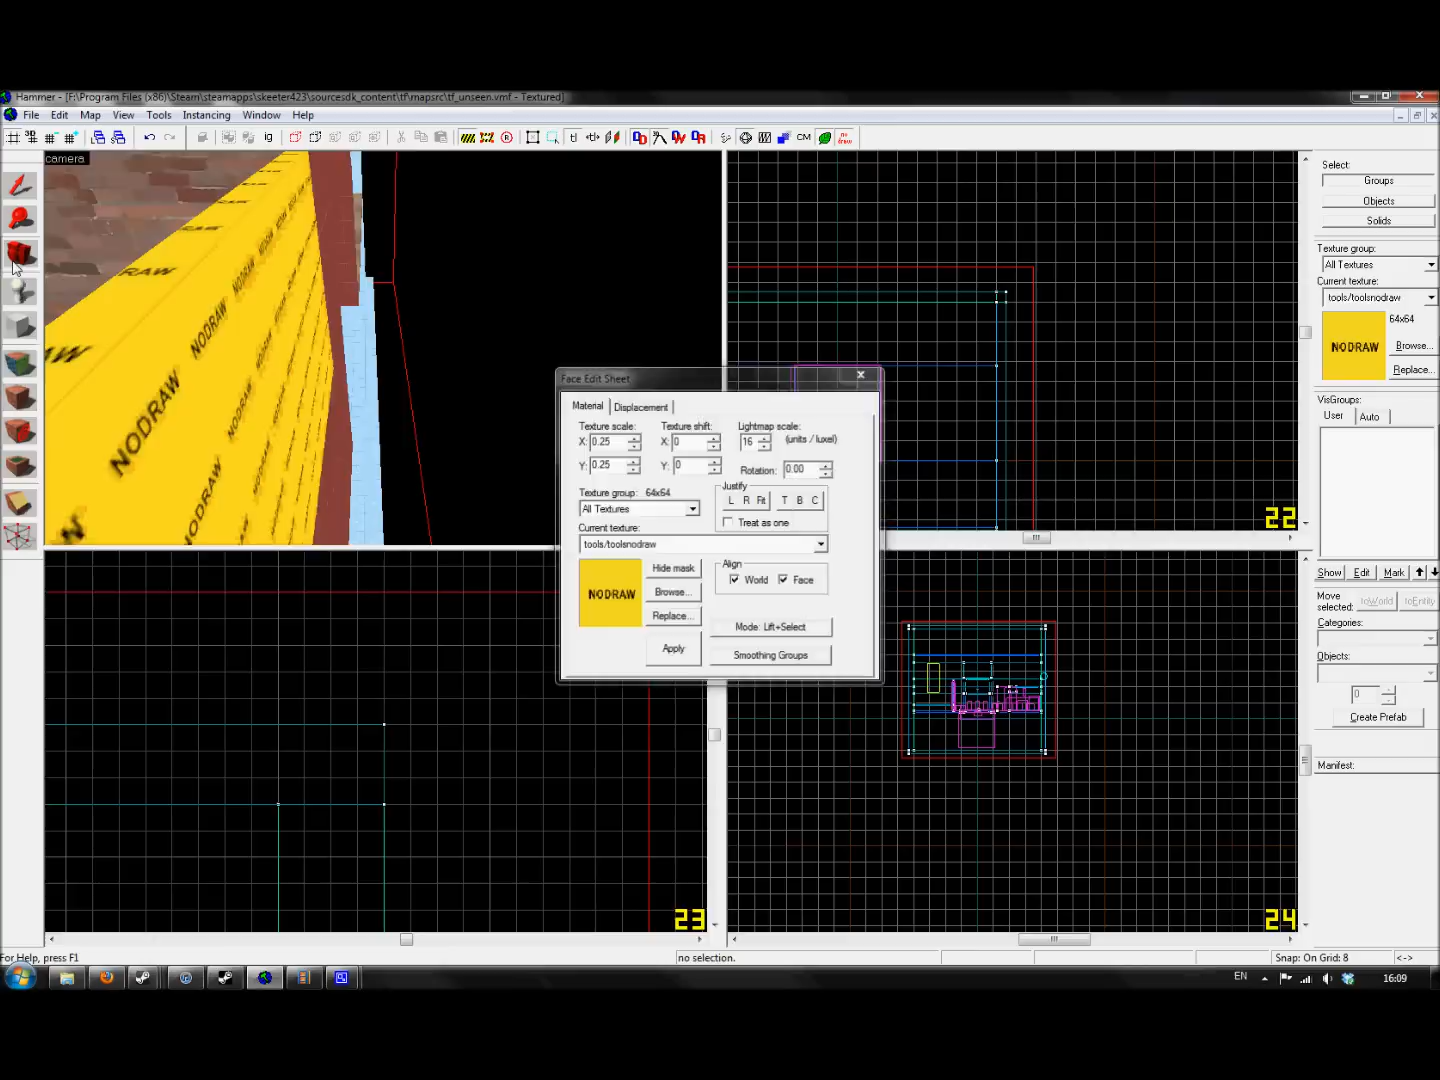 Hammer - [F:\Program Files (x86)\Steam\steamapps\skeeter423\sourcesdk_content\tf\mapsrc\tf_unseen.vmf - Textured]
File Edit Map View Tools Instancing Window Help
ig
CM
camera
NODRAW
NODRAW
NODRAW
NODRAW
Face Edit Sheet
Material Displacement
Texture scale: Texture shift: Lightmap scale:
X: 0.25 X: 0 16 (units / luxel)
Y: 0.25 Y: 0 Rotation: 0.00
Texture group: 64x64 Justify
All Textures L R Fit T B C
Current texture: Treat as one
tools/toolsnodraw
NODRAW
Hide mask
Browse...
Replace...
Apply
Align
World Face
Mode: Lift+Select
Smoothing Groups
22
23
24
Select:
Groups
Objects
Solids
Texture group:
All Textures
Current texture:
tools/toolsnodraw
64x64
NODRAW
Browse...
Replace...
VisGroups:
User Auto
Show Edit Mark
Move selected: toWorld toEntity
Categories:
Objects:
0
Create Prefab
Manifest:
For Help, press F1 no selection. Snap: On Grid: 8 <->
EN 16:09